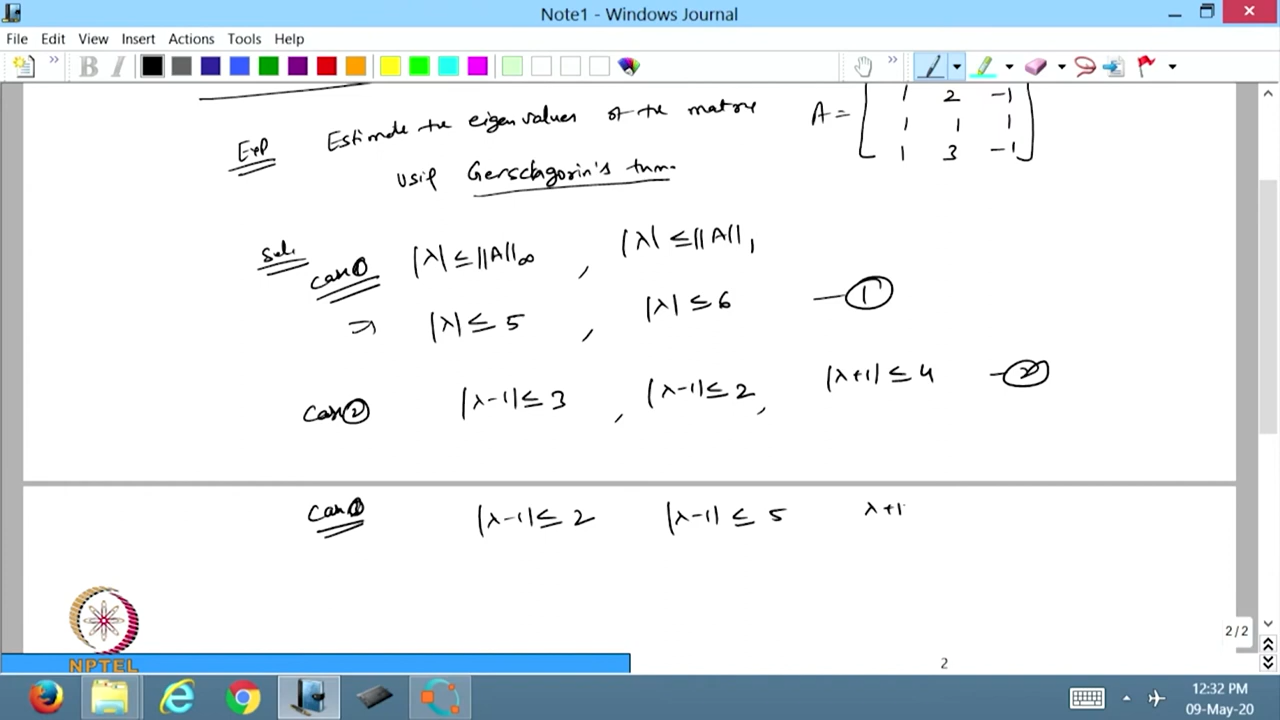 Note1 - Windows Journal
File Edit View Insert Actions Tools Help
B I
Exp Estimate the eigen values of the matrix A = [ 1 2 -1
1 1 1
using Gersctagorin's 1 3 -1 ]
Sol.
Case ① |λ| ≤ ||A||∞ , |λ| ≤ ||A||1
⇒ |λ| ≤ 5 , |λ| ≤ 6 — ①
Case ② |λ-1| ≤ 3 , |λ-1| ≤ 2 , |λ+1| ≤ 4 — ②
Case |λ-1| ≤ 2 |λ-1| ≤ 5 λ+1
2 / 2
NPTEL
2
12:32 PM
09-May-20